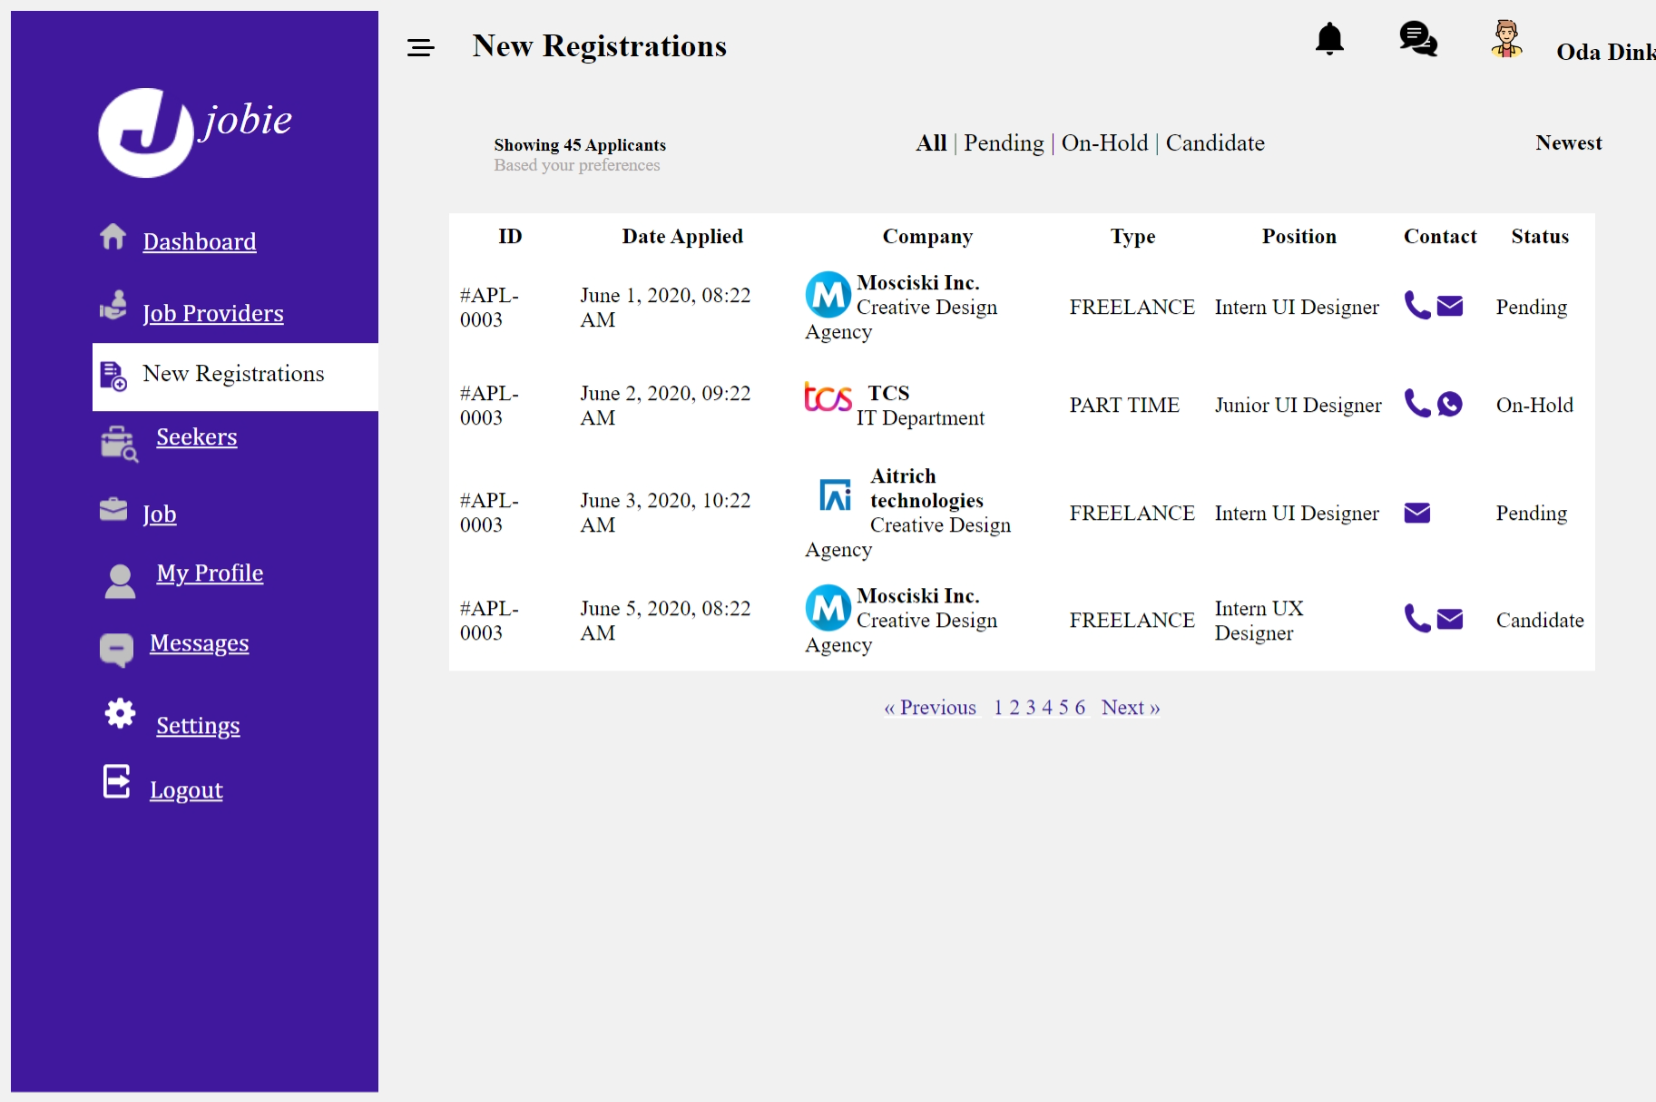 jobie
Dashboard
Job Providers
New Registrations
Seekers
Job
My Profile
Messages
Settings
Logout
New Registrations
Oda Dink
Showing 45 Applicants
Based your preferences
All | Pending | On-Hold | Candidate
Newest
ID Date Applied Company Type Position Contact Status
#APL-
0003
June 1, 2020, 08:22
AM
Mosciski Inc.
Creative Design
Agency
FREELANCE
Intern UI Designer
Pending
#APL-
0003
June 2, 2020, 09:22
AM
tcs
TCS
IT Department
PART TIME
Junior UI Designer
On-Hold
#APL-
0003
June 3, 2020, 10:22
AM
Aitrich
technologies
Creative Design
Agency
FREELANCE
Intern UI Designer
Pending
#APL-
0003
June 5, 2020, 08:22
AM
Mosciski Inc.
Creative Design
Agency
FREELANCE
Intern UX
Designer
Candidate
« Previous 1 2 3 4 5 6 Next »